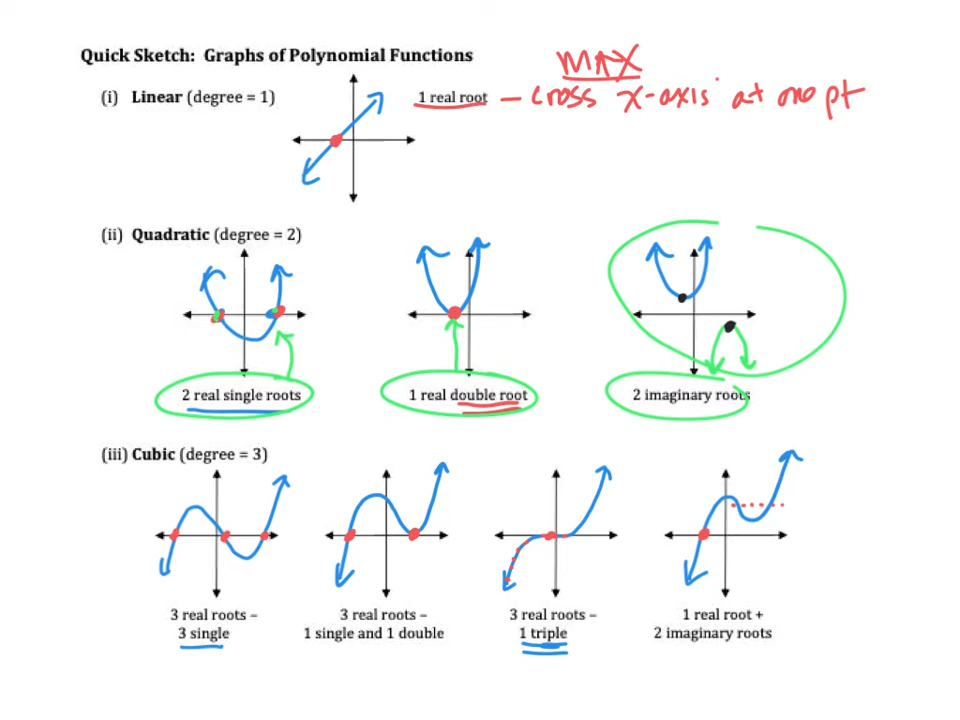 Quick Sketch: Graphs of Polynomial Functions
MAX
(i) Linear (degree = 1)
1 real root – cross x-axis at one pt
(ii) Quadratic (degree = 2)
2 real single roots
1 real double root
2 imaginary roots
(iii) Cubic (degree = 3)
3 real roots –
3 single
3 real roots –
1 single and 1 double
3 real roots –
1 triple
1 real root +
2 imaginary roots